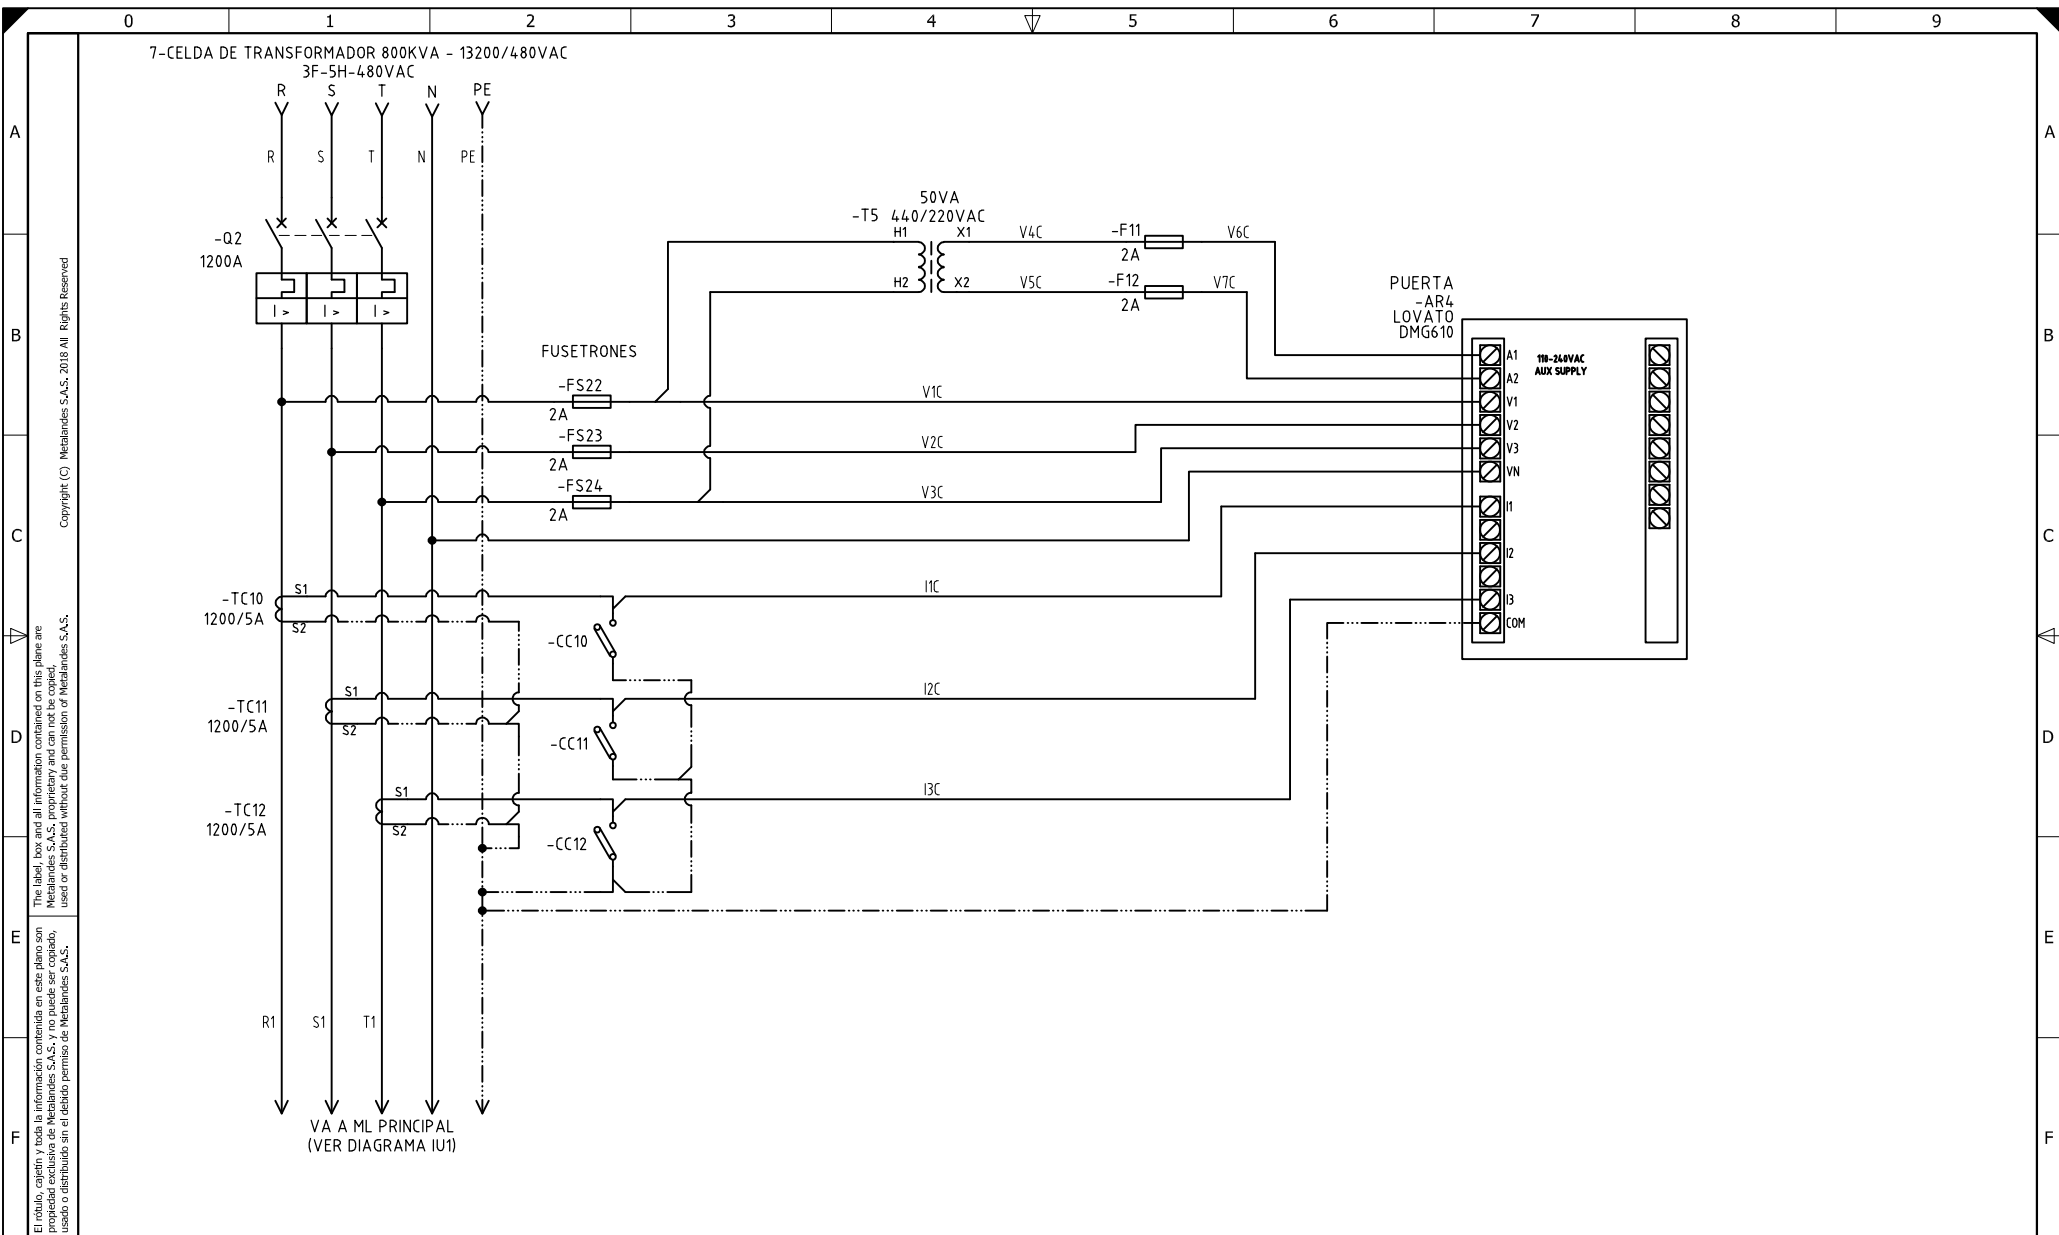 0 1 2 3 4 5 6 7 8 9
7-CELDA DE TRANSFORMADOR 800KVA - 13200/480VAC
3F-5H-480VAC
R S T N PE
A A
R S T N PE
50VA
-T5 440/220VAC
H1 X1 V4C -F11 V6C
2A
H2 X2 V5C -F12 V7C
2A
-Q2
1200A
I > I > I >
B B
PUERTA
-AR4
LOVATO
DMG610
110-240VAC
AUX SUPPLY
A1
A2
V1
V2
V3
VN
I1
I2
I3
COM
FUSETRONES
-FS22
2A
V1C
-FS23
2A
V2C
-FS24
2A
V3C
C C
-TC10
1200/5A
S1
S2
-CC10
I1C
-TC11
1200/5A
S1
S2
-CC11
I2C
D D
-TC12
1200/5A
S1
S2
-CC12
I3C
E E
R1 S1 T1
VA A ML PRINCIPAL
(VER DIAGRAMA IU1)
F F
Copyright (C) Metalandes S.A.S. 2018 All Rights Reserved
The label, box and all information contained on this plane are
Metalandes S.A.S. proprietary and can not be copied,
used or distributed without due permission of Metalandes S.A.S.
El rótulo, cajetín y toda la información contenida en este plano son
propiedad exclusiva de Metalandes S.A.S. y no puede ser copiado,
usado o distribuido sin el debido permiso de Metalandes S.A.S.